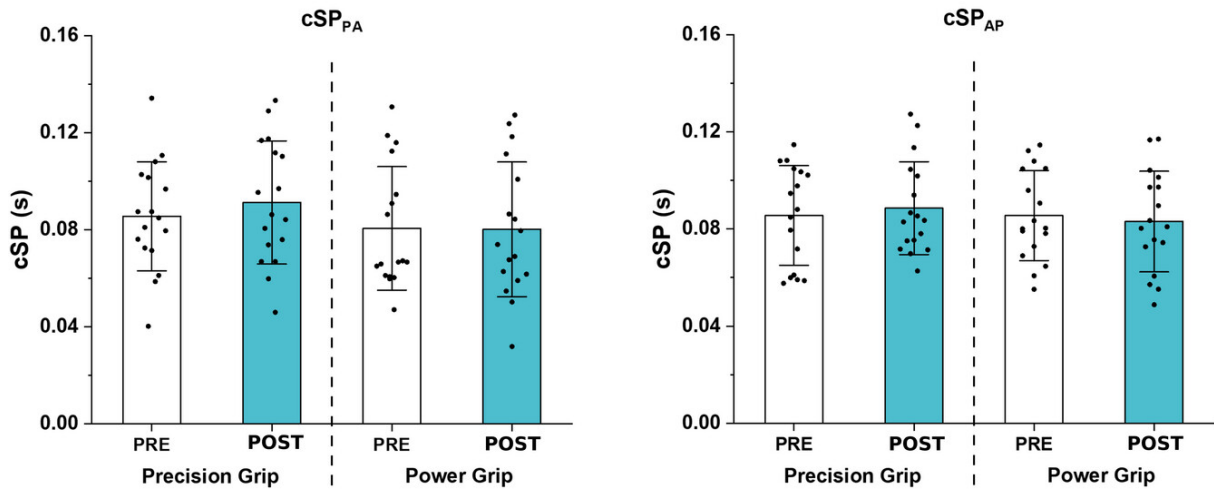 cSPPA
cSP (s)
0.16
0.12
0.08
0.04
0.00
PRE POST PRE POST
Precision Grip Power Grip
cSPAP
cSP (s)
0.16
0.12
0.08
0.04
0.00
PRE POST PRE POST
Precision Grip Power Grip